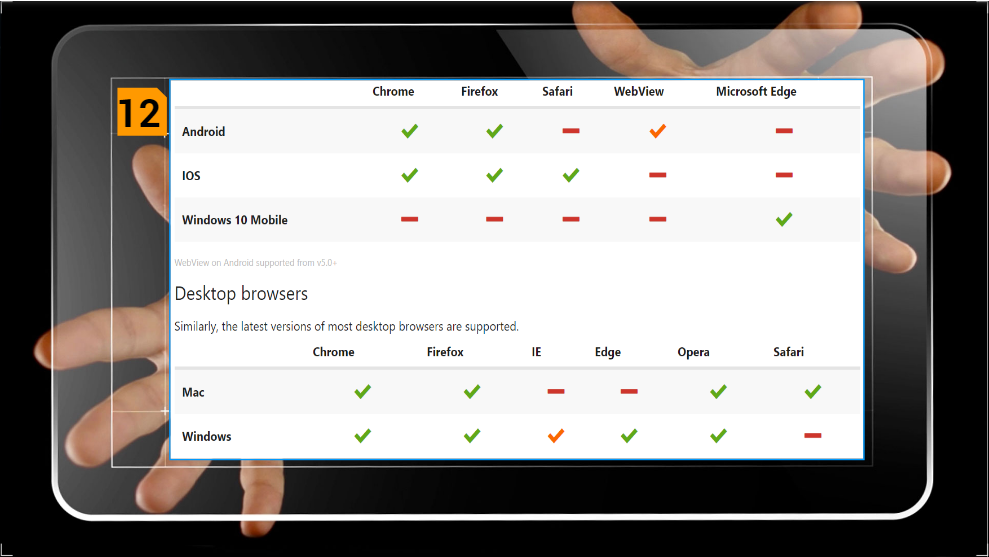 12
Chrome Firefox Safari WebView Microsoft Edge
Android
IOS
Windows 10 Mobile
WebView on Android supported from v5.0+
Desktop browsers
Similarly, the latest versions of most desktop browsers are supported.
Chrome Firefox IE Edge Opera Safari
Mac
Windows